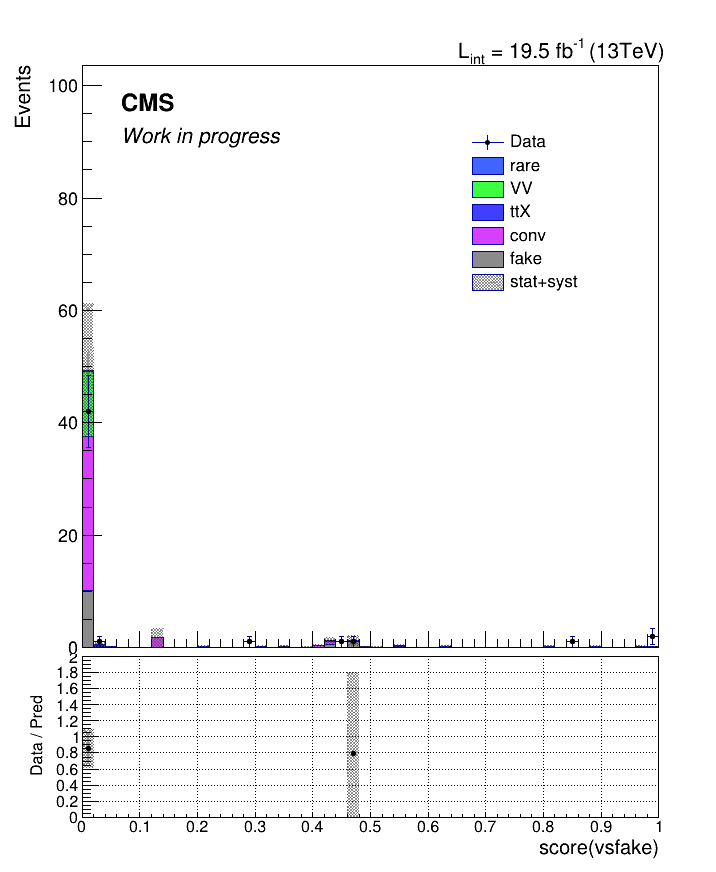 L_int = 19.5 fb^-1 (13TeV)
Events
CMS
Work in progress
Data
rare
VV
ttX
conv
fake
stat+syst
100
80
60
40
20
0
Data / Pred
2
1.8
1.6
1.4
1.2
1
0.8
0.6
0.4
0.2
0
0 0.1 0.2 0.3 0.4 0.5 0.6 0.7 0.8 0.9 1
score(vsfake)